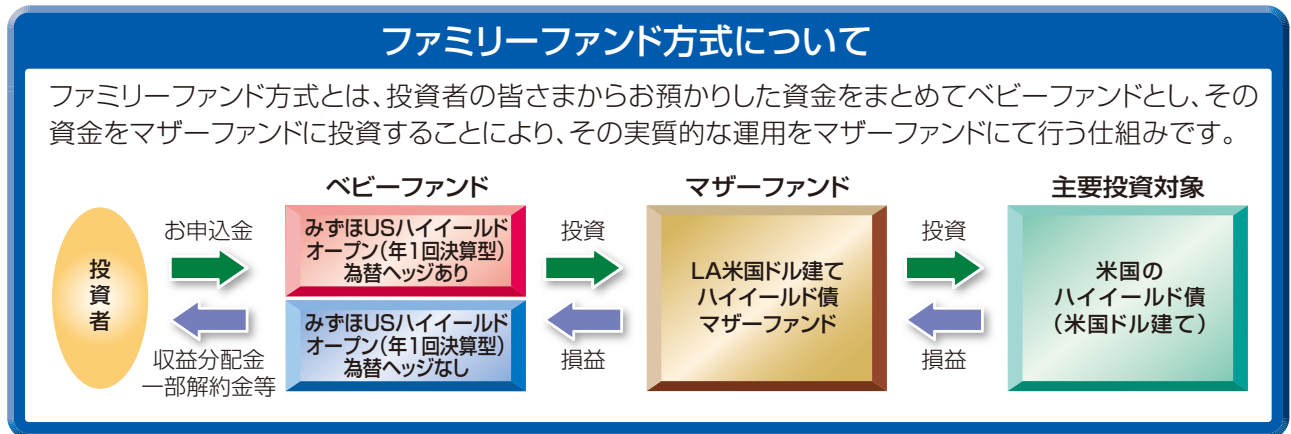 ファミリーファンド方式について
ファミリーファンド方式とは、投資者の皆さまからお預かりした資金をまとめてベビーファンドとし、その
資金をマザーファンドに投資することにより、その実質的な運用をマザーファンドにて行う仕組みです。
ベビーファンド
マザーファンド
主要投資対象
投資者
お申込金
収益分配金
一部解約金等
みずほUSハイイールド
オープン(年1回決算型)
為替ヘッジあり
みずほUSハイイールド
オープン(年1回決算型)
為替ヘッジなし
投資
損益
LA米国ドル建て
ハイイールド債
マザーファンド
投資
損益
米国の
ハイイールド債
(米国ドル建て)